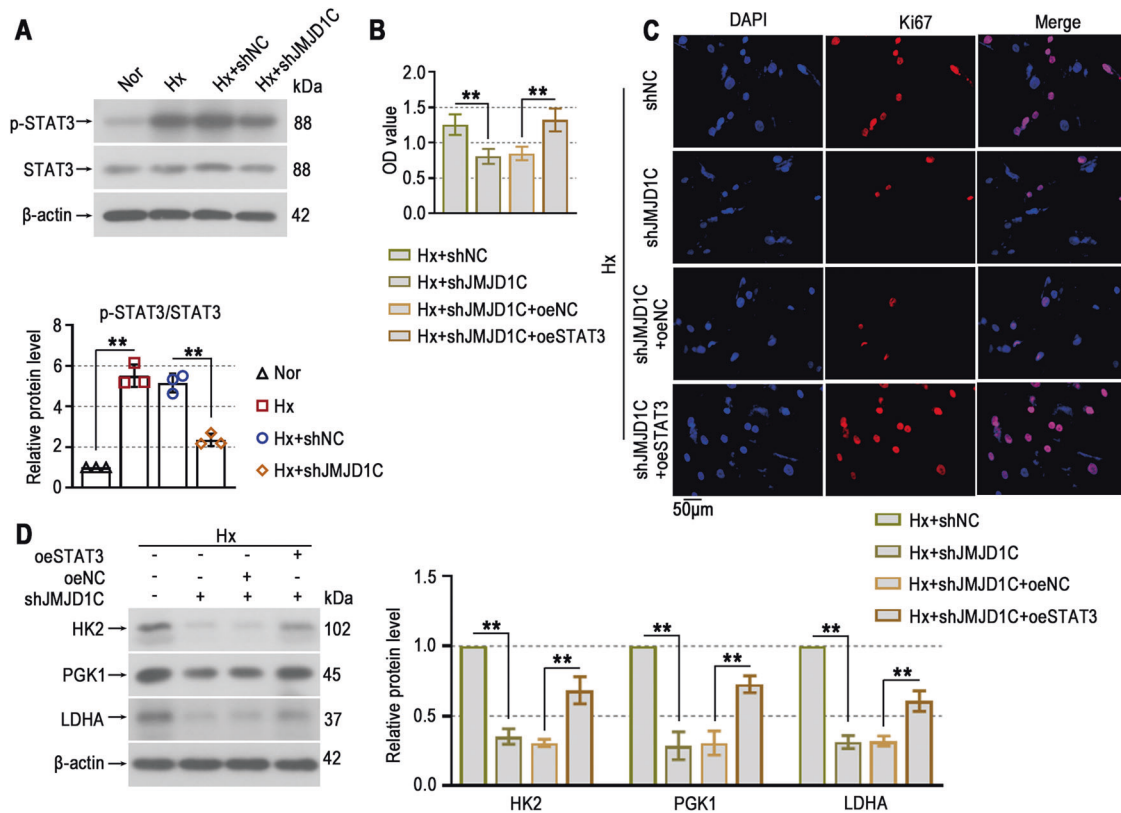 A
Nor
Hx
Hx+shNC
Hx+shJMJD1C
kDa
p-STAT3
88
STAT3
88
β-actin
42
p-STAT3/STAT3
Relative protein level
8
6
4
2
0
**
**
Nor
Hx
Hx+shNC
Hx+shJMJD1C
B
OD value
2.0
1.5
1.0
0.5
0.0
**
**
Hx+shNC
Hx+shJMJD1C
Hx+shJMJD1C+oeNC
Hx+shJMJD1C+oeSTAT3
C
DAPI
Ki67
Merge
Hx
shNC
shJMJD1C
shJMJD1C
+oeNC
shJMJD1C
+oeSTAT3
50μm
D
Hx
oeSTAT3 - - - +
oeNC - - + -
shJMJD1C - + + +
kDa
HK2
102
PGK1
45
LDHA
37
β-actin
42
Hx+shNC
Hx+shJMJD1C
Hx+shJMJD1C+oeNC
Hx+shJMJD1C+oeSTAT3
Relative protein level
1.5
1.0
0.5
0.0
**
**
**
**
**
**
HK2
PGK1
LDHA